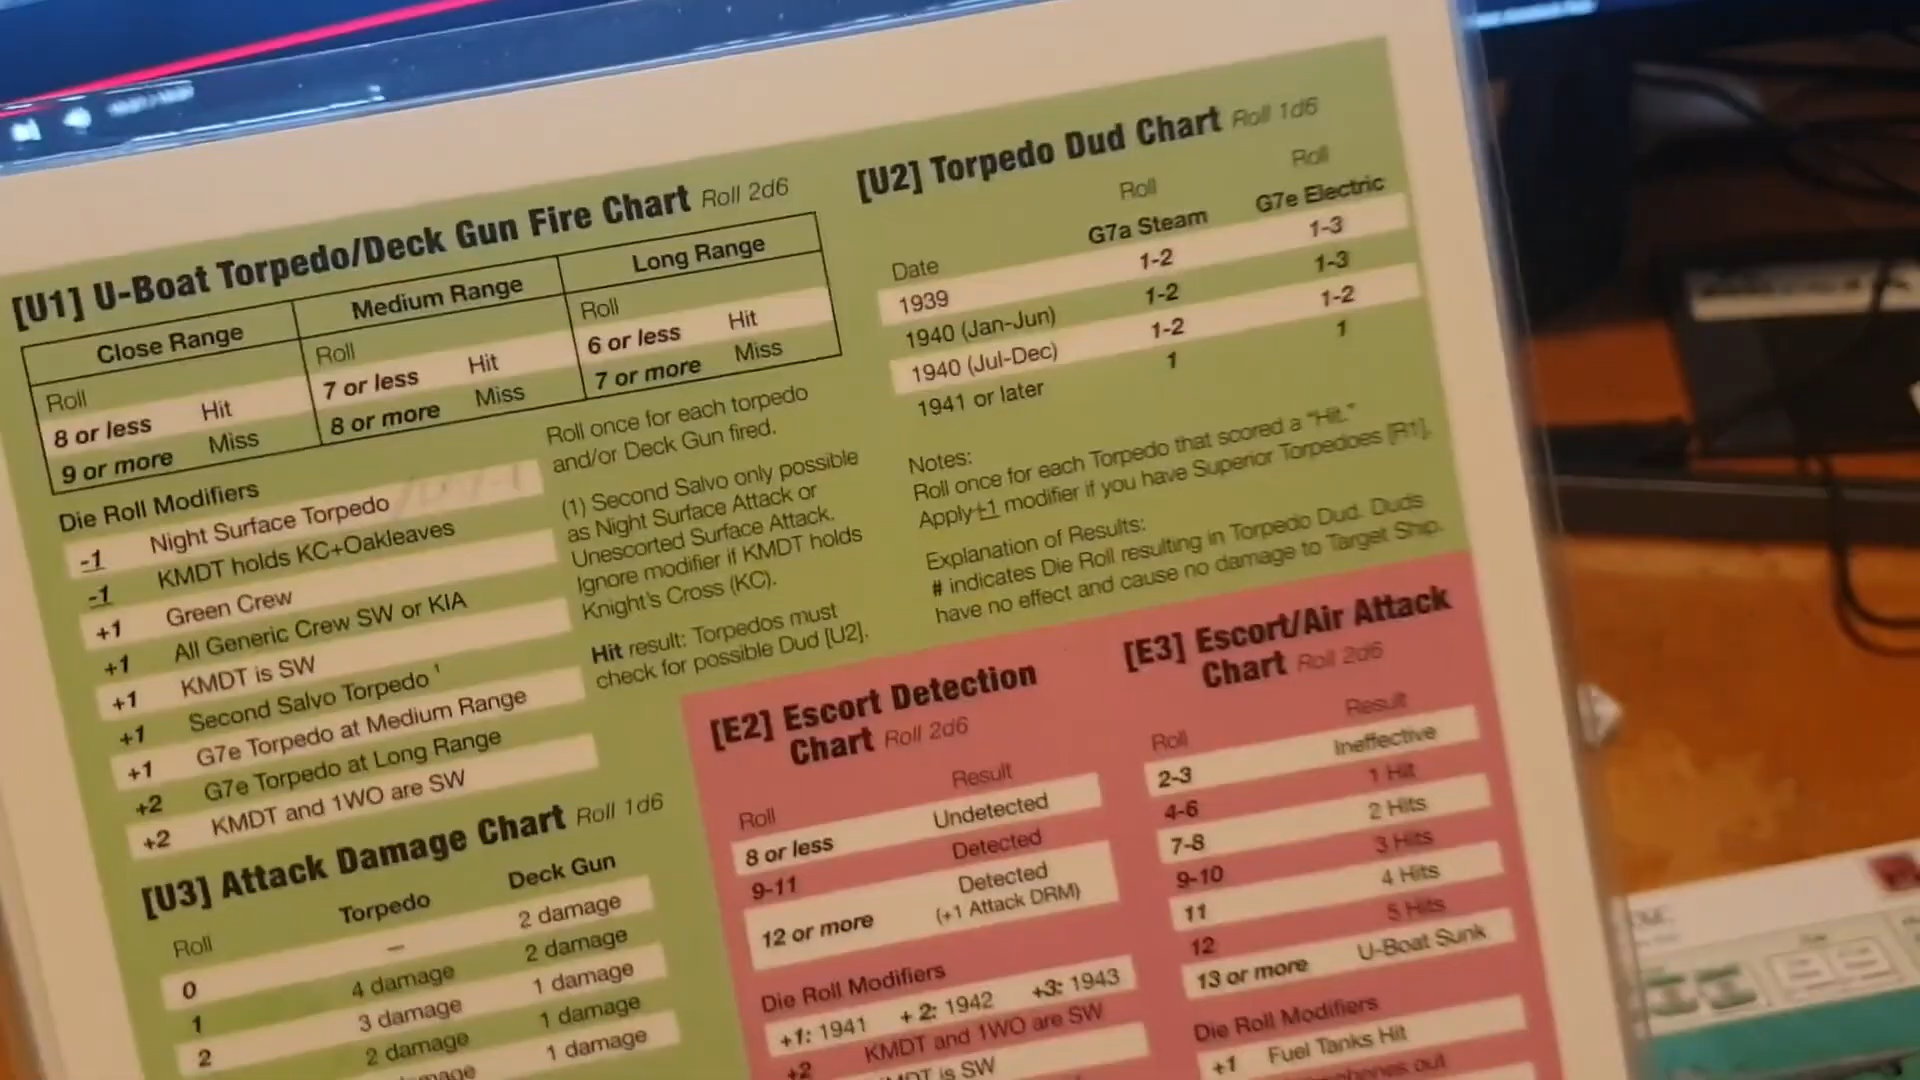 [U1] U-Boat Torpedo/Deck Gun Fire Chart Roll 2d6
Close Range Medium Range Long Range
Roll Roll Roll
8 or less Hit 7 or less Hit 6 or less Hit
9 or more Miss 8 or more Miss 7 or more Miss
Die Roll Modifiers
-1 Night Surface Torpedo
-1 KMDT holds KC+Oakleaves
+1 Green Crew
+1 All Generic Crew SW or KIA
+1 KMDT is SW
+1 Second Salvo Torpedo 1
+1 G7e Torpedo at Medium Range
+2 G7e Torpedo at Long Range
+2 KMDT and 1WO are SW
Roll once for each torpedo
and/or Deck Gun fired.
(1) Second Salvo only possible
as Night Surface Attack or
Unescorted Surface Attack.
Ignore modifier if KMDT holds
Knight's Cross (KC).
Hit result: Torpedos must
check for possible Dud [U2].
[U2] Torpedo Dud Chart Roll 1d6
Roll Roll
Date G7a Steam G7e Electric
1939 1-2 1-3
1940 (Jan-Jun) 1-2 1-3
1940 (Jul-Dec) 1-2 1-2
1941 or later 1 1
Notes:
Roll once for each Torpedo that scored a "Hit."
Apply +1 modifier if you have Superior Torpedoes [R1].
Explanation of Results:
# indicates Die Roll resulting in Torpedo Dud. Duds
have no effect and cause no damage to Target Ship.
[U3] Attack Damage Chart Roll 1d6
Roll Torpedo Deck Gun
0 — 2 damage
1 4 damage 2 damage
2 3 damage 1 damage
2 damage 1 damage
1 damage
[E2] Escort Detection
Chart Roll 2d6
Roll Result
8 or less Undetected
9-11 Detected
12 or more Detected
(+1 Attack DRM)
Die Roll Modifiers
+1: 1941 + 2: 1942 +3: 1943
+2 KMDT and 1WO are SW
is SW
[E3] Escort/Air Attack
Chart Roll 2d6
Roll Result
2-3 Ineffective
4-6 1 Hit
7-8 2 Hits
9-10 3 Hits
11 4 Hits
12 5 Hits
13 or more U-Boat Sunk
Die Roll Modifiers
+1 Fuel Tanks Hit
out